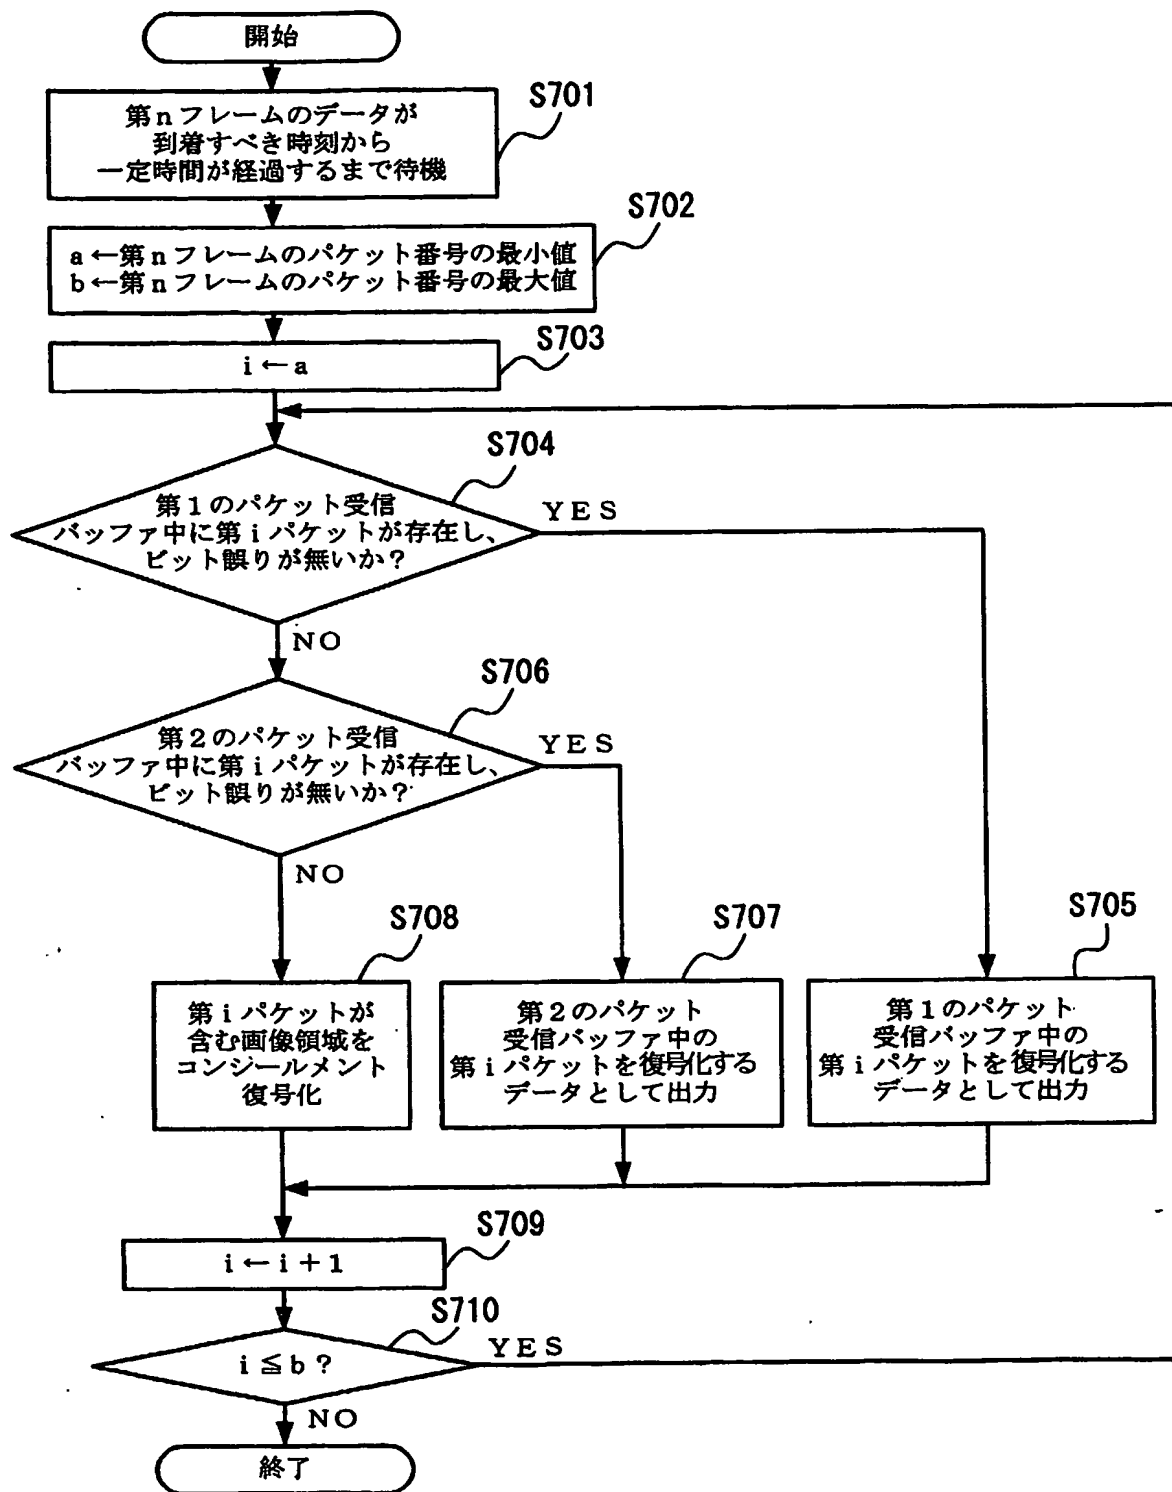 開始
S701
第nフレームのデータが
到着すべき時刻から
一定時間が経過するまで待機
S702
a←第nフレームのパケット番号の最小値
b←第nフレームのパケット番号の最大値
S703
i←a
S704
第1のパケット受信
バッファ中に第iパケットが存在し、
ビット誤りが無いか?
YES
NO
S706
第2のパケット受信
バッファ中に第iパケットが存在し、
ビット誤りが無いか?
YES
NO
S708
第iパケットが
含む画像領域を
コンシールメント
復号化
S707
第2のパケット
受信バッファ中の
第iパケットを復号化する
データとして出力
S705
第1のパケット
受信バッファ中の
第iパケットを復号化する
データとして出力
S709
i←i+1
S710
i≦b?
YES
NO
終了